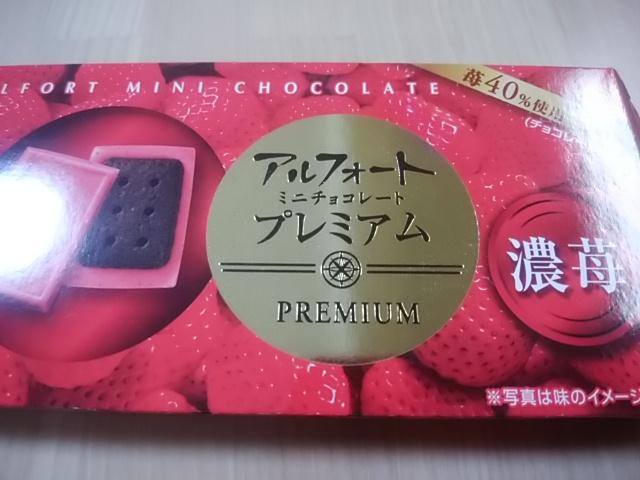 LFORT MINI CHOCOLATE
苺40%使用
(チョコレ
アルフォート
ミニチョコレート
プレミアム
PREMIUM
濃苺
※写真は味のイメージ